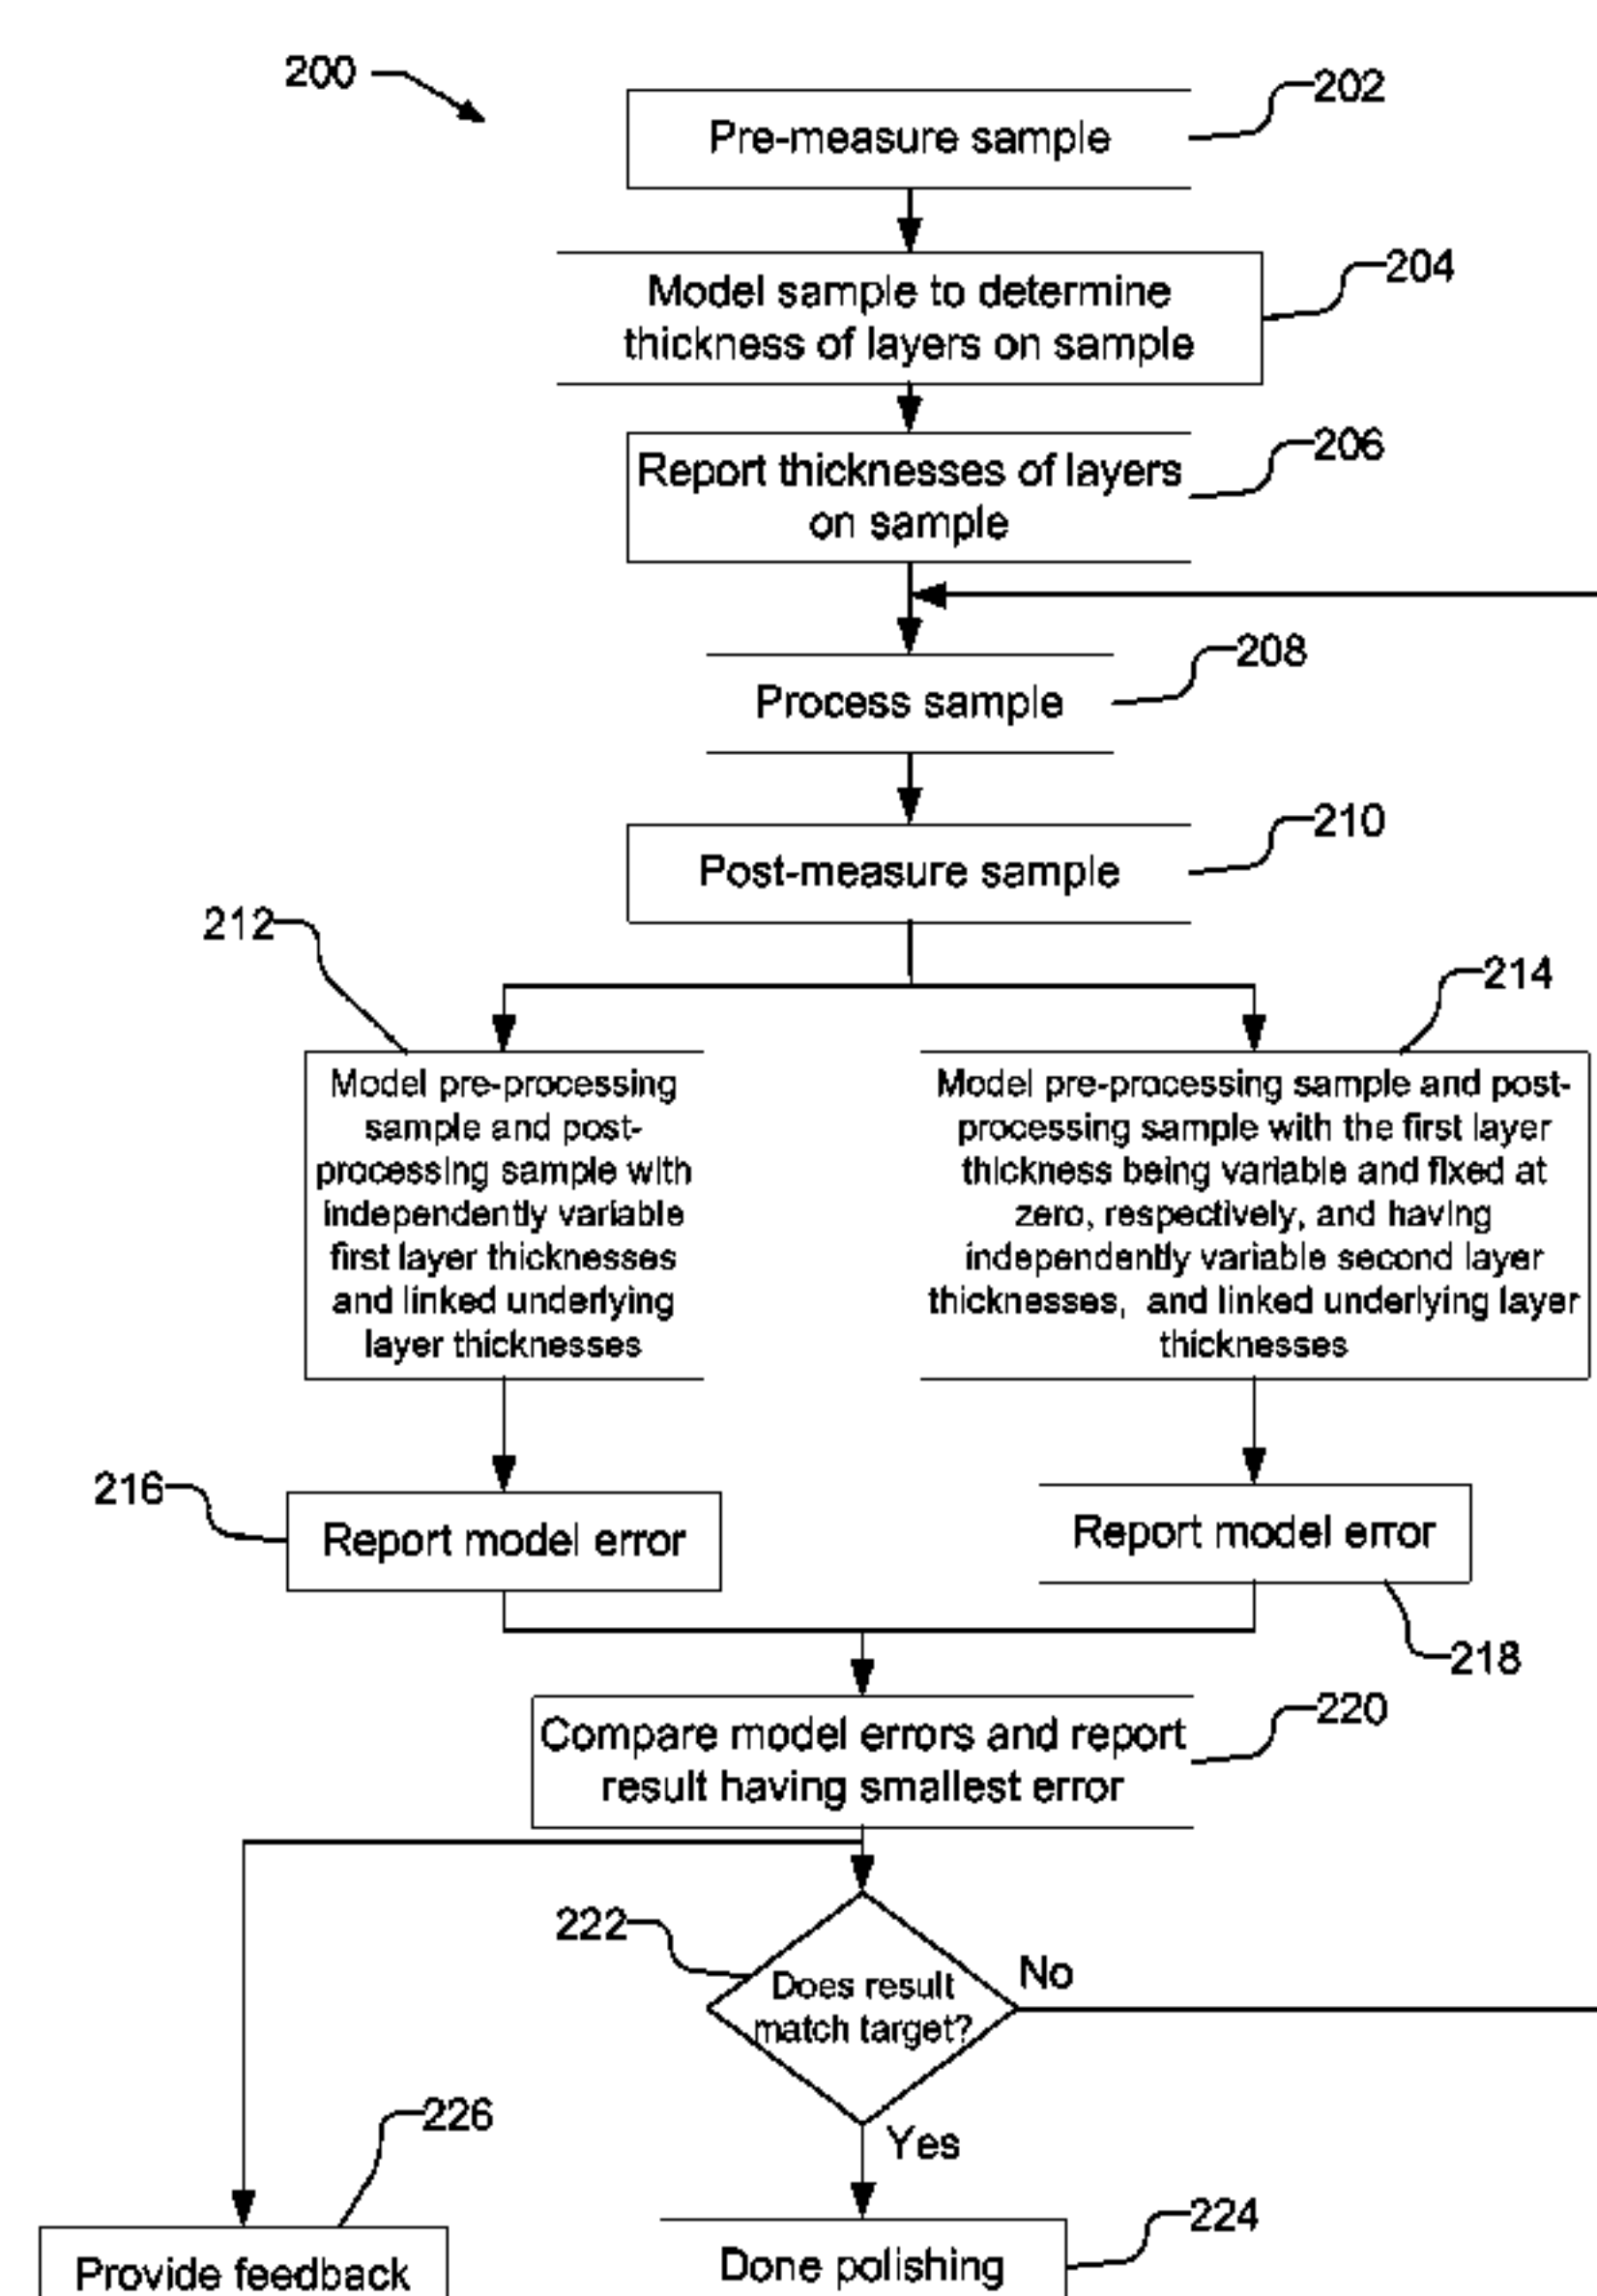 200
202
Pre-measure sample
204
Model sample to determine
thickness of layers on sample
206
Report thicknesses of layers
on sample
208
Process sample
210
Post-measure sample
212
214
Model pre-processing
sample and post-
processing sample with
independently variable
first layer thicknesses
and linked underlying
layer thicknesses
Model pre-processing sample and post-
processing sample with the first layer
thickness being variable and fixed at
zero, respectively, and having
independently variable second layer
thicknesses, and linked underlying layer
thicknesses
216
Report model error
Report model error
218
220
Compare model errors and report
result having smallest error
222
Does result
match target?
No
Yes
226
224
Provide feedback
Done polishing